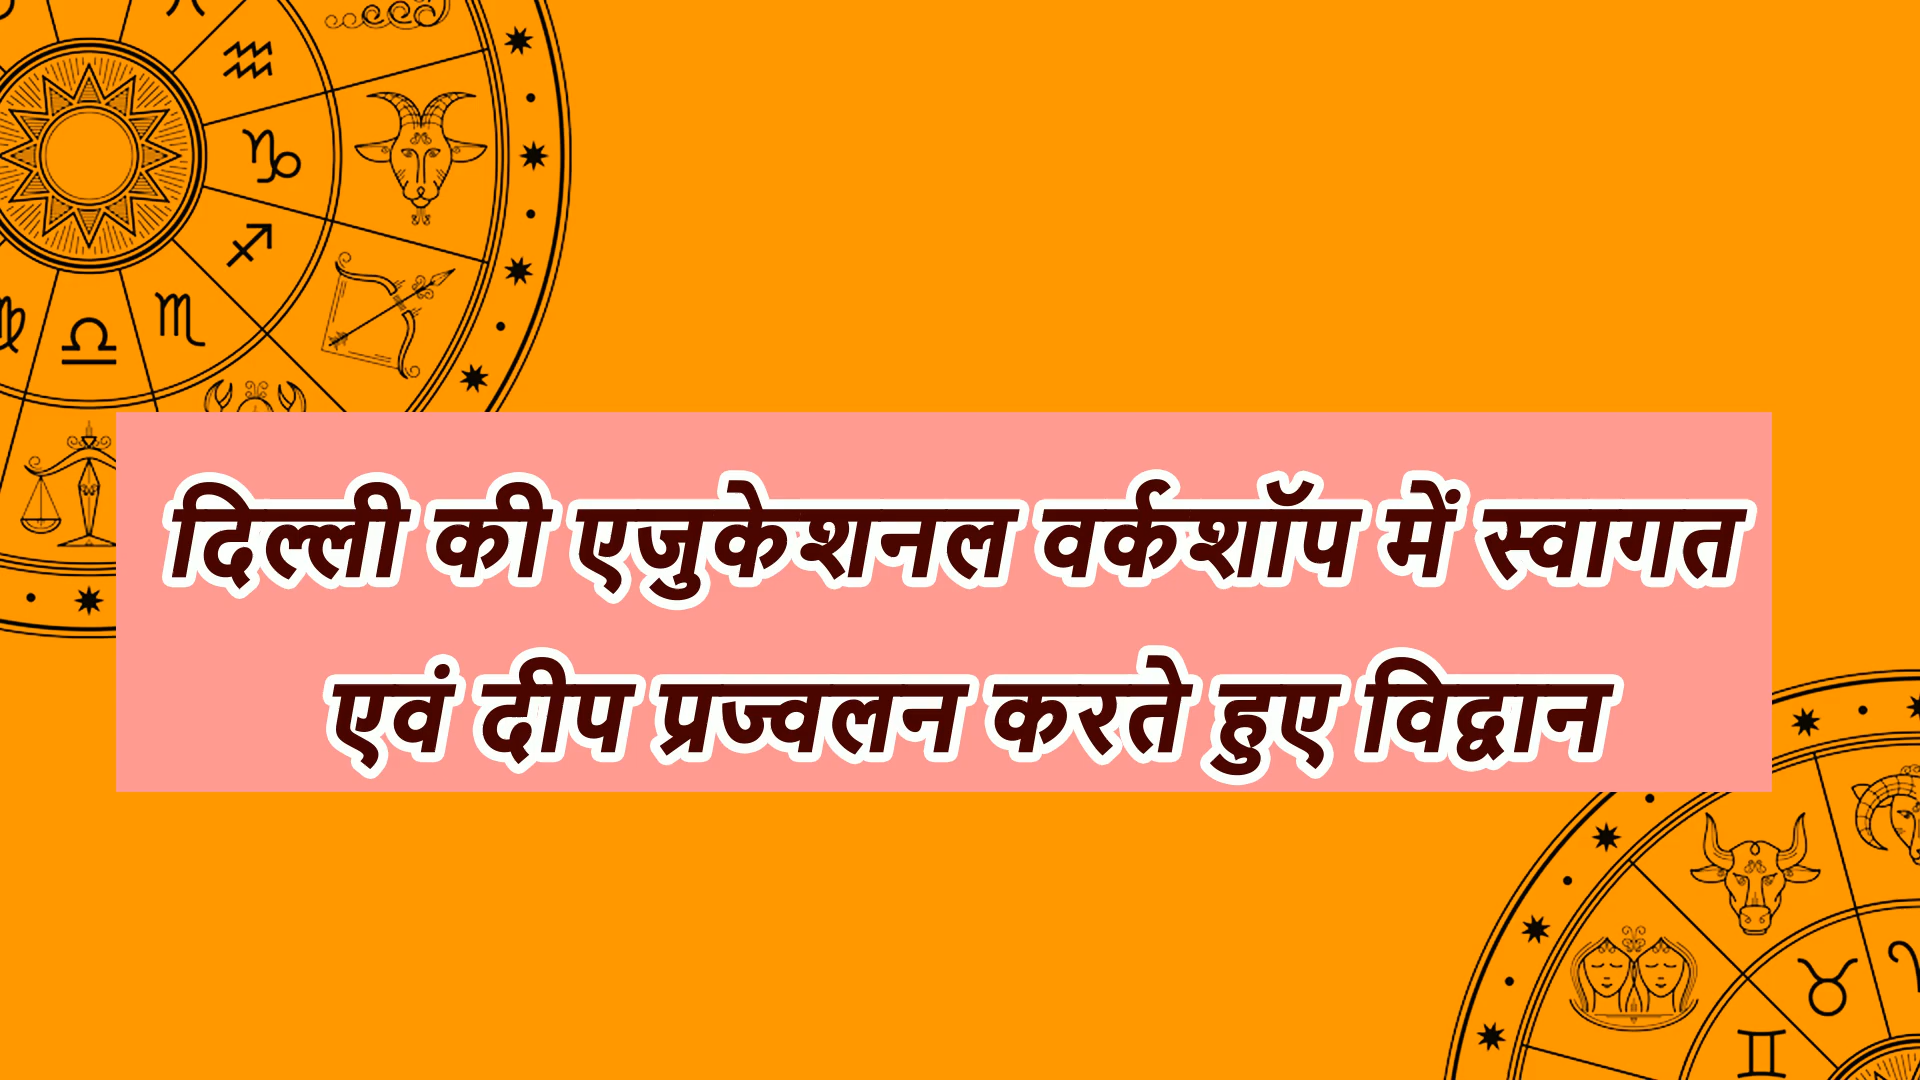 दिल्ली की एजुकेशनल वर्कशॉप में स्वागत
एवं दीप प्रज्वलन करते हुए विद्वान